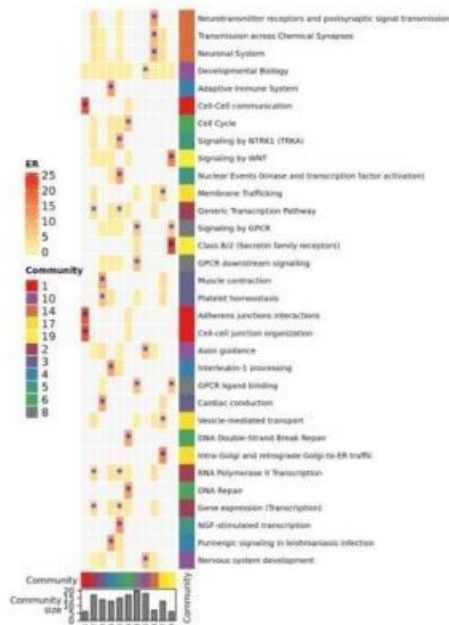 Neurotransmitter receptors and postsynaptic signal transmission
Transmission across Chemical Synapses
Neuronal System
Developmental Biology
Adaptive Immune System
Cell-Cell communication
Cell Cycle
Signaling by NTRK1 (TRKA)
Signaling by WNT
Nuclear Events (kinase and transcription factor activation)
Membrane Trafficking
Generic Transcription Pathway
Signaling by GPCR
Class B/2 (Secretin family receptors)
GPCR downstream signalling
Muscle contraction
Platelet homeostasis
Adherens junctions interactions
Cell-cell junction organization
Axon guidance
Interleukin-1 processing
GPCR ligand binding
Cardiac conduction
Vesicle-mediated transport
DNA Double-Strand Break Repair
Intra-Golgi and retrograde Golgi-to-ER traffic
RNA Polymerase II Transcription
DNA Repair
Gene expression (Transcription)
NGF-stimulated transcription
Purinergic signaling in leishmaniasis infection
Nervous system development
ER
25
20
15
10
5
0
Community
1
10
14
17
19
2
3
4
5
6
8
Community
Community
size
Community